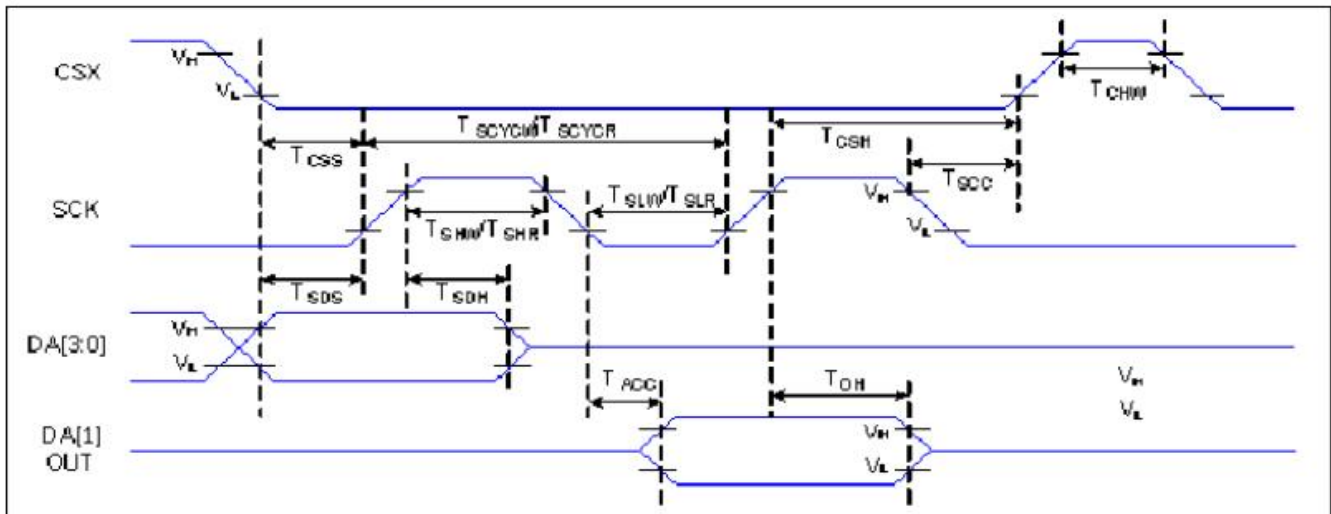 CSX
VIH
VIL
TCHW
TSCYCW/TSCYCR
TCSH
TCSS
TSCC
SCK
TSLW/TSLR
VIH
TSHW/TSHR
VIL
TSDS
TSDH
DA[3:0]
VIH
VIL
TACC
TOH
VIH
VIL
DA[1]
OUT
VIH
VIL